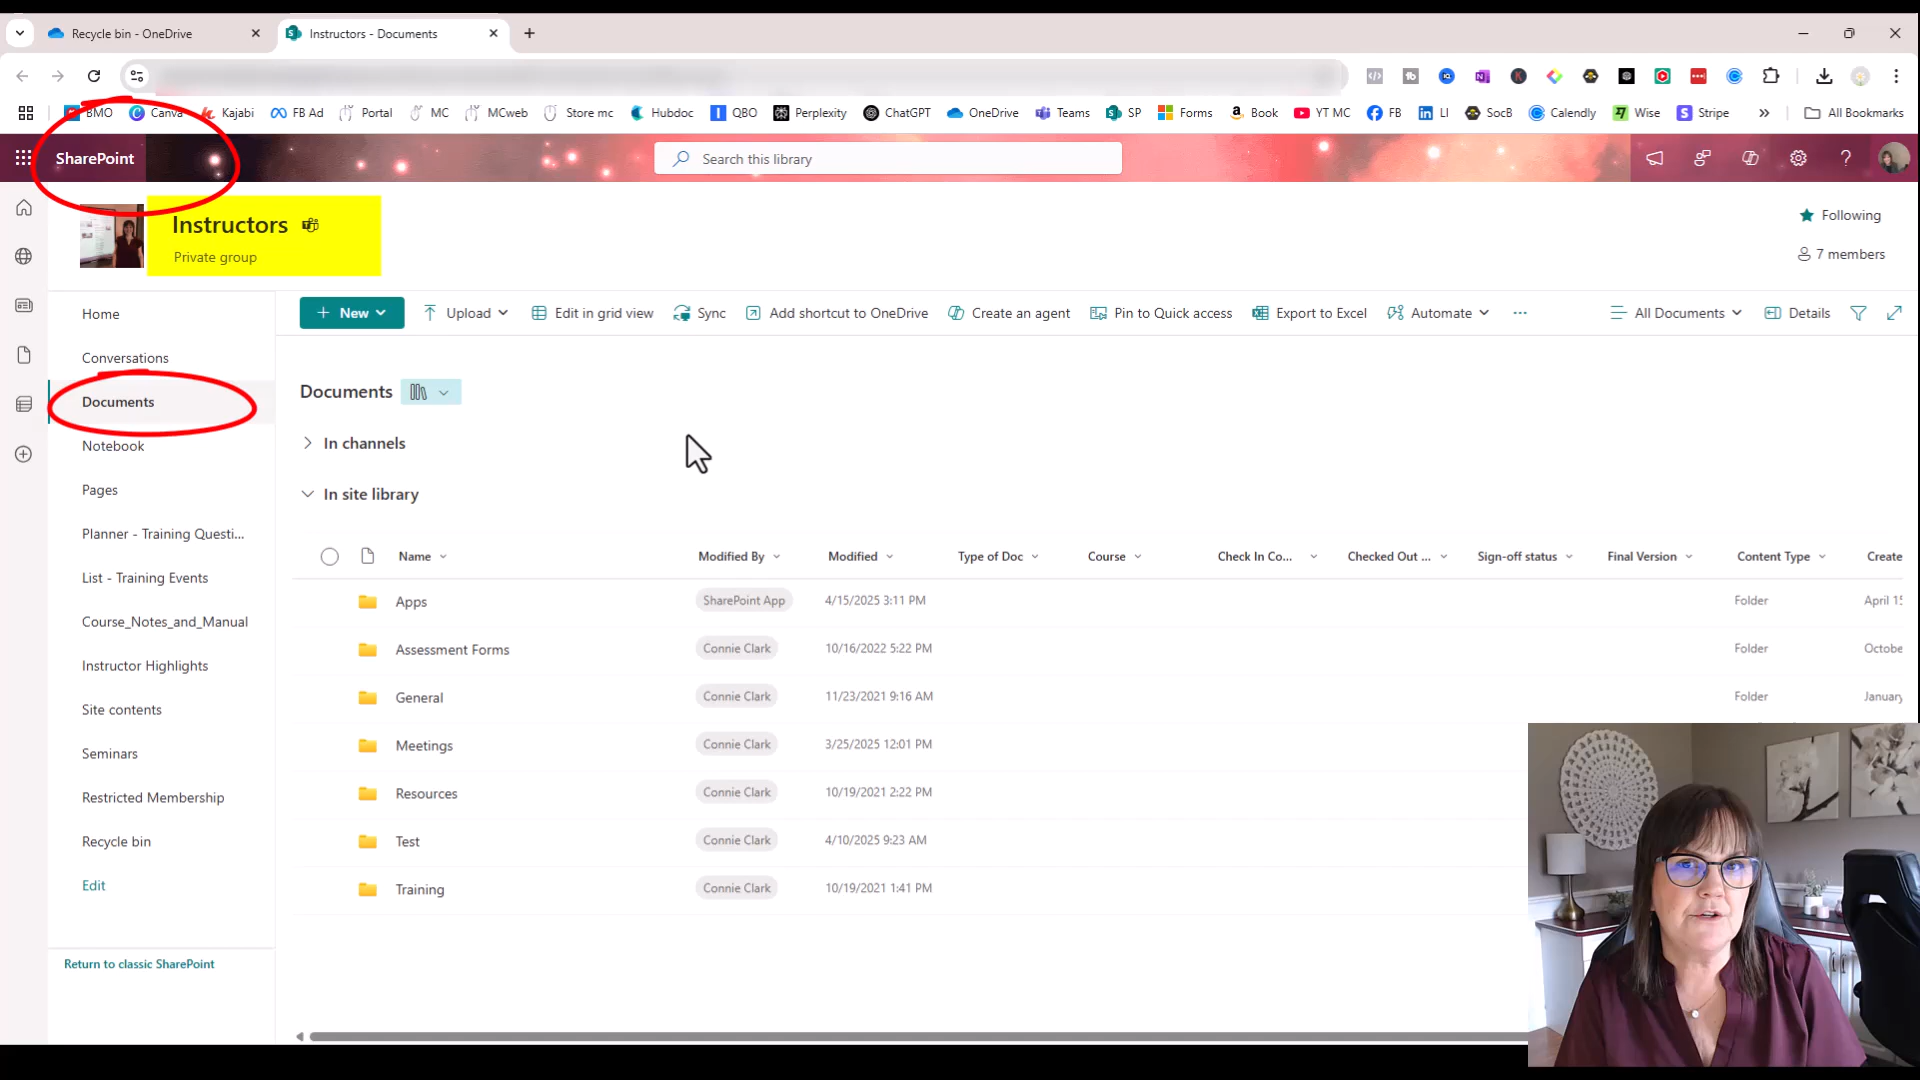 Recycle bin - OneDrive
Instructors - Documents
BMO Canva Kajabi FB Ad Portal MC MCweb Store mc Hubdoc QBO Perplexity ChatGPT OneDrive Teams SP Forms Book YT MC FB LI SocB Calendly Wise Stripe » All Bookmarks
SharePoint
Search this library
Instructors
Private group
Following
7 members
Home
Conversations
Documents
Notebook
Pages
Planner - Training Questi...
List - Training Events
Course_Notes_and_Manual
Instructor Highlights
Site contents
Seminars
Restricted Membership
Recycle bin
Edit
Return to classic SharePoint
+ New Upload Edit in grid view Sync Add shortcut to OneDrive Create an agent Pin to Quick access Export to Excel Automate ... All Documents Details
Documents
In channels
In site library
Name Modified By Modified Type of Doc Course Check In Co... Checked Out ... Sign-off status Final Version Content Type Create
Apps SharePoint App 4/15/2025 3:11 PM Folder April 15
Assessment Forms Connie Clark 10/16/2022 5:22 PM Folder Octobe
General Connie Clark 11/23/2021 9:16 AM Folder January
Meetings Connie Clark 3/25/2025 12:01 PM
Resources Connie Clark 10/19/2021 2:22 PM
Test Connie Clark 4/10/2025 9:23 AM
Training Connie Clark 10/19/2021 1:41 PM